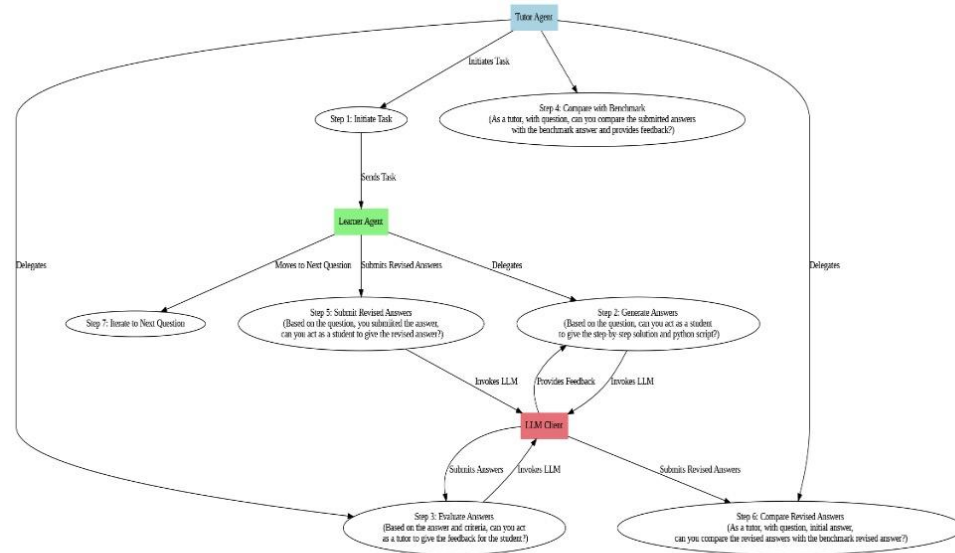 Tutor Agent
Initiates Task
Step 1: Initiate Task
Step 4: Compare with Benchmark
(As a tutor, with question, can you compare the submitted answers
with the benchmark answer and provides feedback?)
Sends Task
Learner Agent
Delegates
Moves to Next Question
Submits Revised Answers
Delegates
Delegates
Step 7: Iterate to Next Question
Step 5: Submit Revised Answers
(Based on the question, you submitted the answer,
can you act as a student to give the revised answer?)
Step 2: Generate Answers
(Based on the question, can you act as a student
to give the step by step solution and python script?)
Invokes LLM
Provides Feedback
Invokes LLM
LLM Client
Submits Answers
Invokes LLM
Submits Revised Answers
Step 3: Evaluate Answers
(Based on the answer and criteria, can you act
as a tutor to give the feedback for the student?)
Step 6: Compare Revised Answers
(As a tutor, with question, initial answer,
can you compare the revised answers with the benchmark revised answer?)